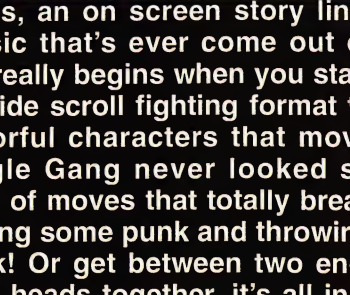 s, an on screen story lin
sic that's ever come out
really begins when you sta
ide scroll fighting format
orful characters that mov
gle Gang never looked s
of moves that totally brea
ng some punk and throwin
k! Or get between two en
heads together, it's all in